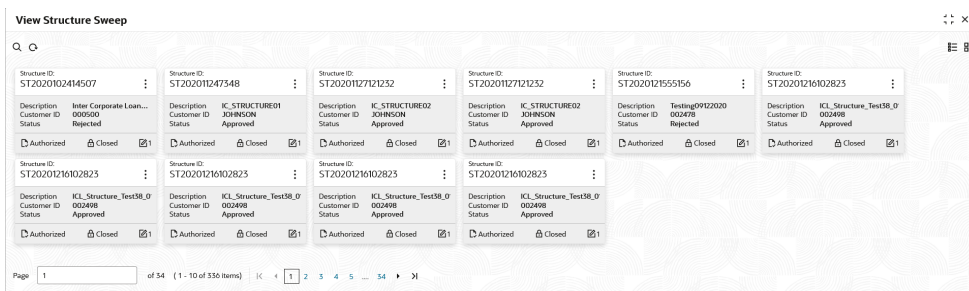 View Structure Sweep
Structure ID: Structure ID: Structure ID: Structure ID: Structure ID: Structure ID:
ST2020102414507 ST202011247348 ST20201127121232 ST20201127121232 ST2020121555156 ST20201216102823
Description Inter Corporate Loan... Description IC_STRUCTURE01 Description IC_STRUCTURE02 Description IC_STRUCTURE02 Description Testing09122020 Description ICL_Structure_Test38_0
Customer ID 000500 Customer ID JOHNSON Customer ID JOHNSON Customer ID JOHNSON Customer ID 002478 Customer ID 002498
Status Rejected Status Approved Status Approved Status Approved Status Rejected Status Approved
Authorized Closed 1 Authorized Closed 1 Authorized Closed 1 Authorized Closed 1 Authorized Closed 1 Authorized Closed 1
Structure ID: Structure ID: Structure ID: Structure ID:
ST20201216102823 ST20201216102823 ST20201216102823 ST20201216102823
Description ICL_Structure_Test38_0 Description ICL_Structure_Test38_0 Description ICL_Structure_Test38_0 Description ICL_Structure_Test38_0
Customer ID 002498 Customer ID 002498 Customer ID 002498 Customer ID 002498
Status Approved Status Approved Status Approved Status Approved
Authorized Closed 1 Authorized Closed 1 Authorized Closed 1 Authorized Closed 1
Page 1 of 34 (1 - 10 of 336 items) 1 2 3 4 5 .... 34